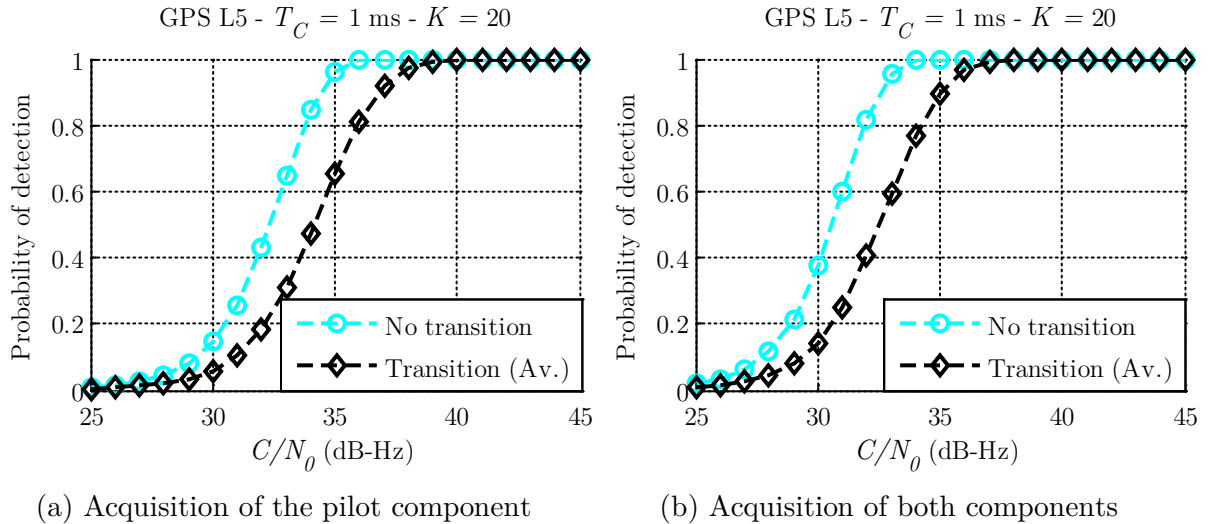 GPS L5 - T_C = 1 ms - K = 20
Probability of detection
1
0.8
0.6
0.4
0.2
0
25 30 35 40 45
C/N_0 (dB-Hz)
No transition
Transition (Av.)
(a) Acquisition of the pilot component
GPS L5 - T_C = 1 ms - K = 20
Probability of detection
1
0.8
0.6
0.4
0.2
0
25 30 35 40 45
C/N_0 (dB-Hz)
No transition
Transition (Av.)
(b) Acquisition of both components